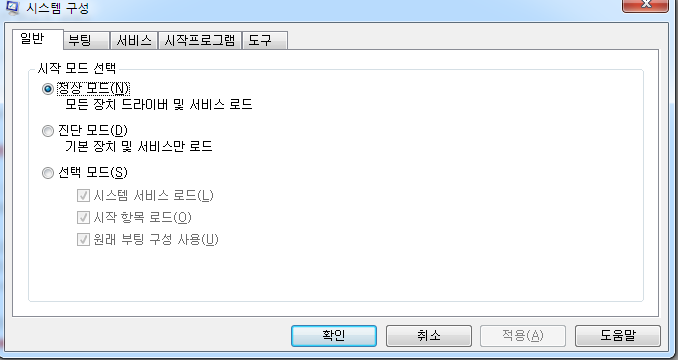 시스템 구성
일반 부팅 서비스 시작프로그램 도구
시작 모드 선택
정상 모드(N)
모든 장치 드라이버 및 서비스 로드
진단 모드(D)
기본 장치 및 서비스만 로드
선택 모드(S)
시스템 서비스 로드(L)
시작 항목 로드(O)
원래 부팅 구성 사용(U)
확인 취소 적용(A) 도움말